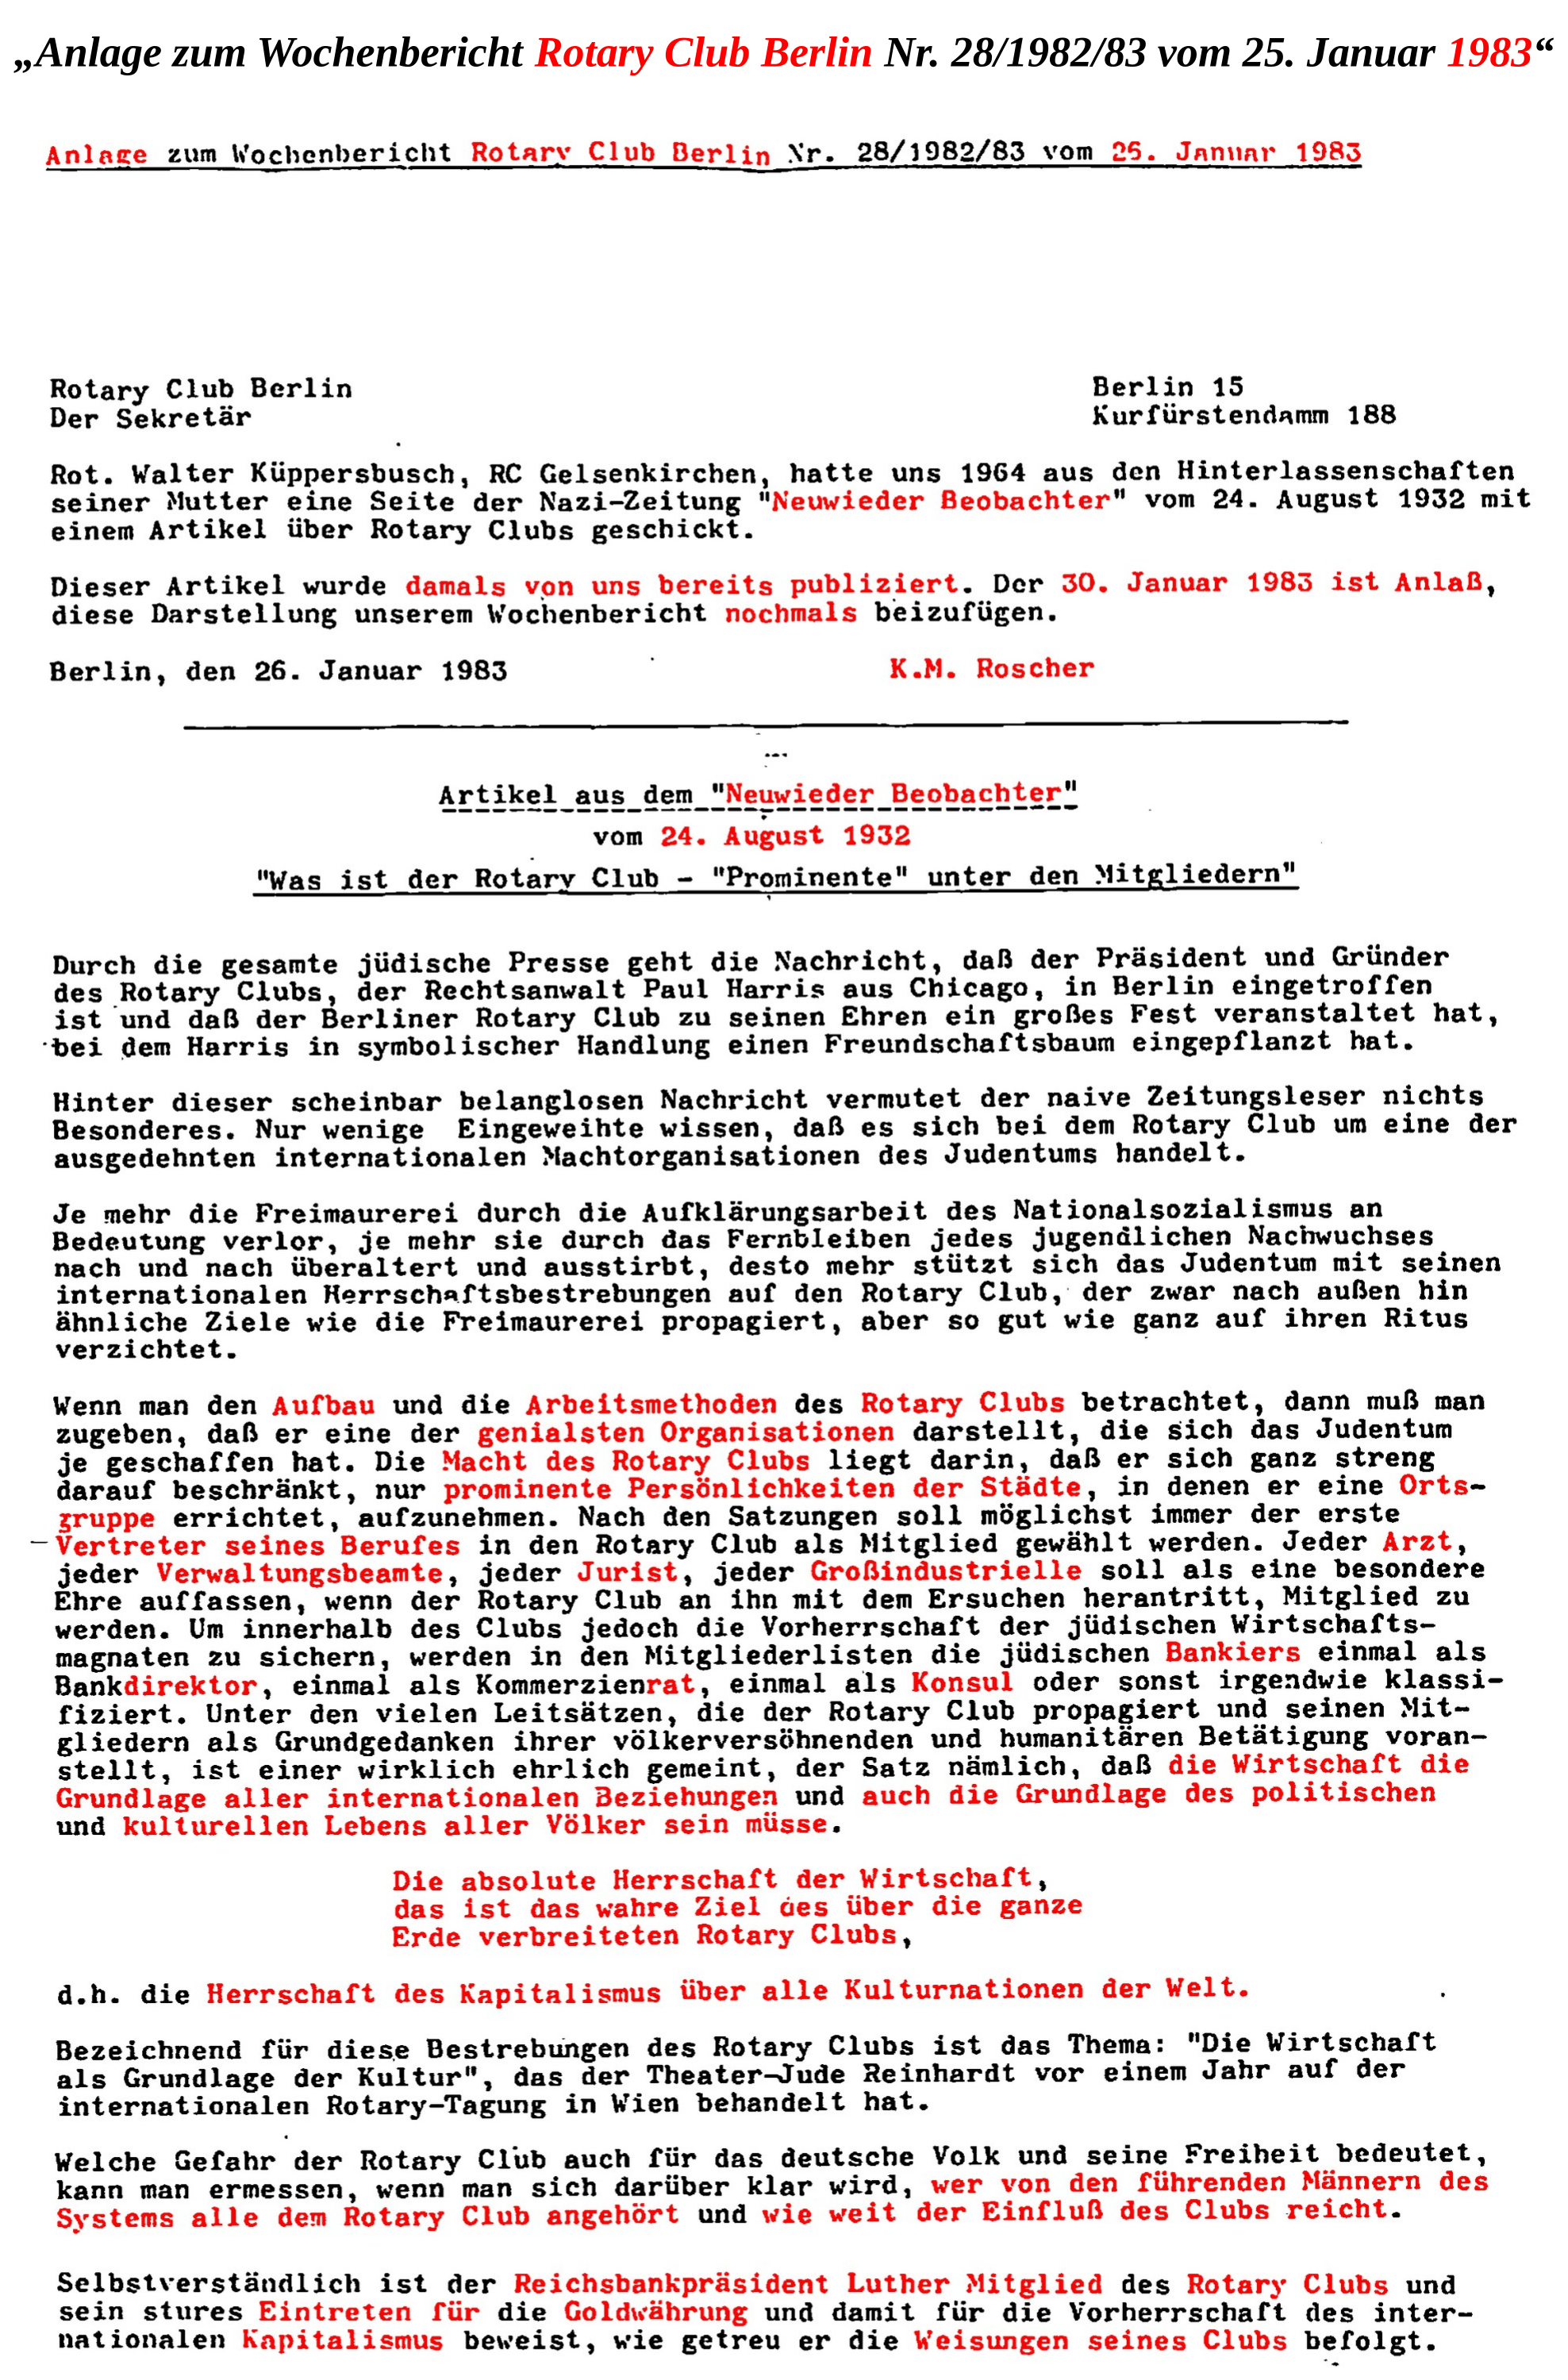 „Anlage zum Wochenbericht Rotary Club Berlin Nr. 28/1982/83 vom 25. Januar 1983“
Anlage zum Wochenbericht Rotary Club Berlin Nr. 28/1982/83 vom 26. Januar 1983
Rotary Club Berlin Berlin 15
Der Sekretär Kurfürstendamm 188
Rot. Walter Küppersbusch, RC Gelsenkirchen, hatte uns 1964 aus den Hinterlassenschaften
seiner Mutter eine Seite der Nazi-Zeitung "Neuwieder Beobachter" vom 24. August 1932 mit
einem Artikel über Rotary Clubs geschickt.
Dieser Artikel wurde damals von uns bereits publiziert. Der 30. Januar 1983 ist Anlaß,
diese Darstellung unserem Wochenbericht nochmals beizufügen.
Berlin, den 26. Januar 1983 K.M. Roscher
Artikel aus dem "Neuwieder Beobachter"
vom 24. August 1932
"Was ist der Rotary Club - "Prominente" unter den Mitgliedern"
Durch die gesamte jüdische Presse geht die Nachricht, daß der Präsident und Gründer
des Rotary Clubs, der Rechtsanwalt Paul Harris aus Chicago, in Berlin eingetroffen
ist und daß der Berliner Rotary Club zu seinen Ehren ein großes Fest veranstaltet hat,
bei dem Harris in symbolischer Handlung einen Freundschaftsbaum eingepflanzt hat.
Hinter dieser scheinbar belanglosen Nachricht vermutet der naive Zeitungsleser nichts
Besonderes. Nur wenige Eingeweihte wissen, daß es sich bei dem Rotary Club um eine der
ausgedehnten internationalen Machtorganisationen des Judentums handelt.
Je mehr die Freimaurerei durch die Aufklärungsarbeit des Nationalsozialismus an
Bedeutung verlor, je mehr sie durch das Fernbleiben jedes jugendlichen Nachwuchses
nach und nach überaltert und ausstirbt, desto mehr stützt sich das Judentum mit seinen
internationalen Herrschaftsbestrebungen auf den Rotary Club, der zwar nach außen hin
ähnliche Ziele wie die Freimaurerei propagiert, aber so gut wie ganz auf ihren Ritus
verzichtet.
Wenn man den Aufbau und die Arbeitsmethoden des Rotary Clubs betrachtet, dann muß man
zugeben, daß er eine der genialsten Organisationen darstellt, die sich das Judentum
je geschaffen hat. Die Macht des Rotary Clubs liegt darin, daß er sich ganz streng
darauf beschränkt, nur prominente Persönlichkeiten der Städte, in denen er eine Orts-
gruppe errichtet, aufzunehmen. Nach den Satzungen soll möglichst immer der erste
Vertreter seines Berufes in den Rotary Club als Mitglied gewählt werden. Jeder Arzt,
jeder Verwaltungsbeamte, jeder Jurist, jeder Großindustrielle soll als eine besondere
Ehre auffassen, wenn der Rotary Club an ihn mit dem Ersuchen herantritt, Mitglied zu
werden. Um innerhalb des Clubs jedoch die Vorherrschaft der jüdischen Wirtschafts-
magnaten zu sichern, werden in den Mitgliederlisten die jüdischen Bankiers einmal als
Bankdirektor, einmal als Kommerzienrat, einmal als Konsul oder sonst irgendwie klassi-
fiziert. Unter den vielen Leitsätzen, die der Rotary Club propagiert und seinen Mit-
gliedern als Grundgedanken ihrer völkerversöhnenden und humanitären Betätigung voran-
stellt, ist einer wirklich ehrlich gemeint, der Satz nämlich, daß die Wirtschaft die
Grundlage aller internationalen Beziehungen und auch die Grundlage des politischen
und kulturellen Lebens aller Völker sein müsse.
Die absolute Herrschaft der Wirtschaft,
das ist das wahre Ziel des über die ganze
Erde verbreiteten Rotary Clubs,
d.h. die Herrschaft des Kapitalismus über alle Kulturnationen der Welt.
Bezeichnend für diese Bestrebungen des Rotary Clubs ist das Thema: "Die Wirtschaft
als Grundlage der Kultur", das der Theater-Jude Reinhardt vor einem Jahr auf der
internationalen Rotary-Tagung in Wien behandelt hat.
Welche Gefahr der Rotary Club auch für das deutsche Volk und seine Freiheit bedeutet,
kann man ermessen, wenn man sich darüber klar wird, wer von den führenden Männern des
Systems alle dem Rotary Club angehört und wie weit der Einfluß des Clubs reicht.
Selbstverständlich ist der Reichsbankpräsident Luther Mitglied des Rotary Clubs und
sein stures Eintreten für die Goldwährung und damit für die Vorherrschaft des inter-
nationalen Kapitalismus beweist, wie getreu er die Weisungen seines Clubs befolgt.